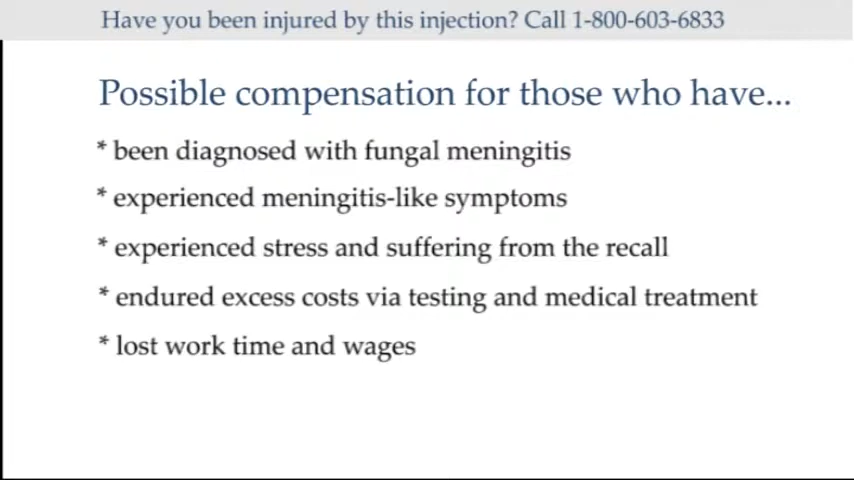 Have you been injured by this injection? Call 1-800-603-6833
Possible compensation for those who have...
* been diagnosed with fungal meningitis
* experienced meningitis-like symptoms
* experienced stress and suffering from the recall
* endured excess costs via testing and medical treatment
* lost work time and wages